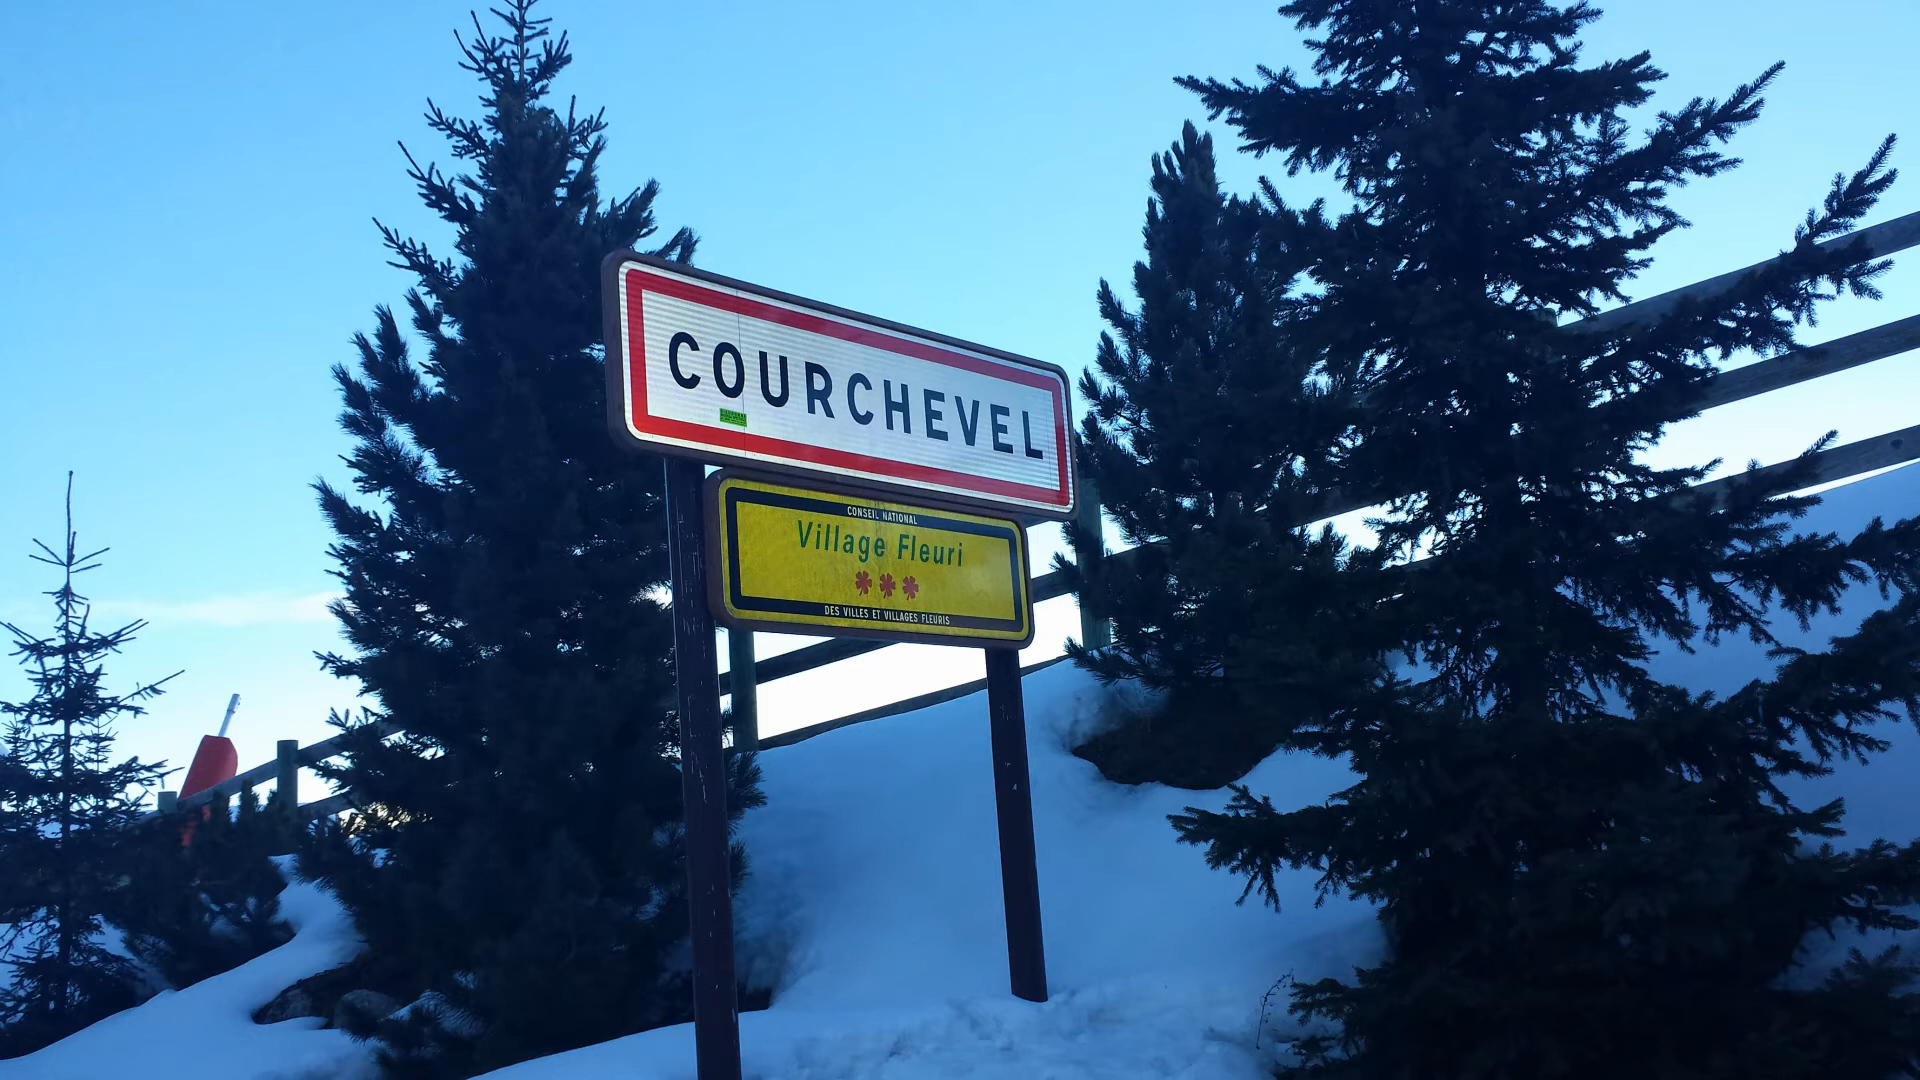 COURCHEVEL
CONSEIL NATIONAL
Village Fleuri
DES VILLES ET VILLAGES FLEURIS